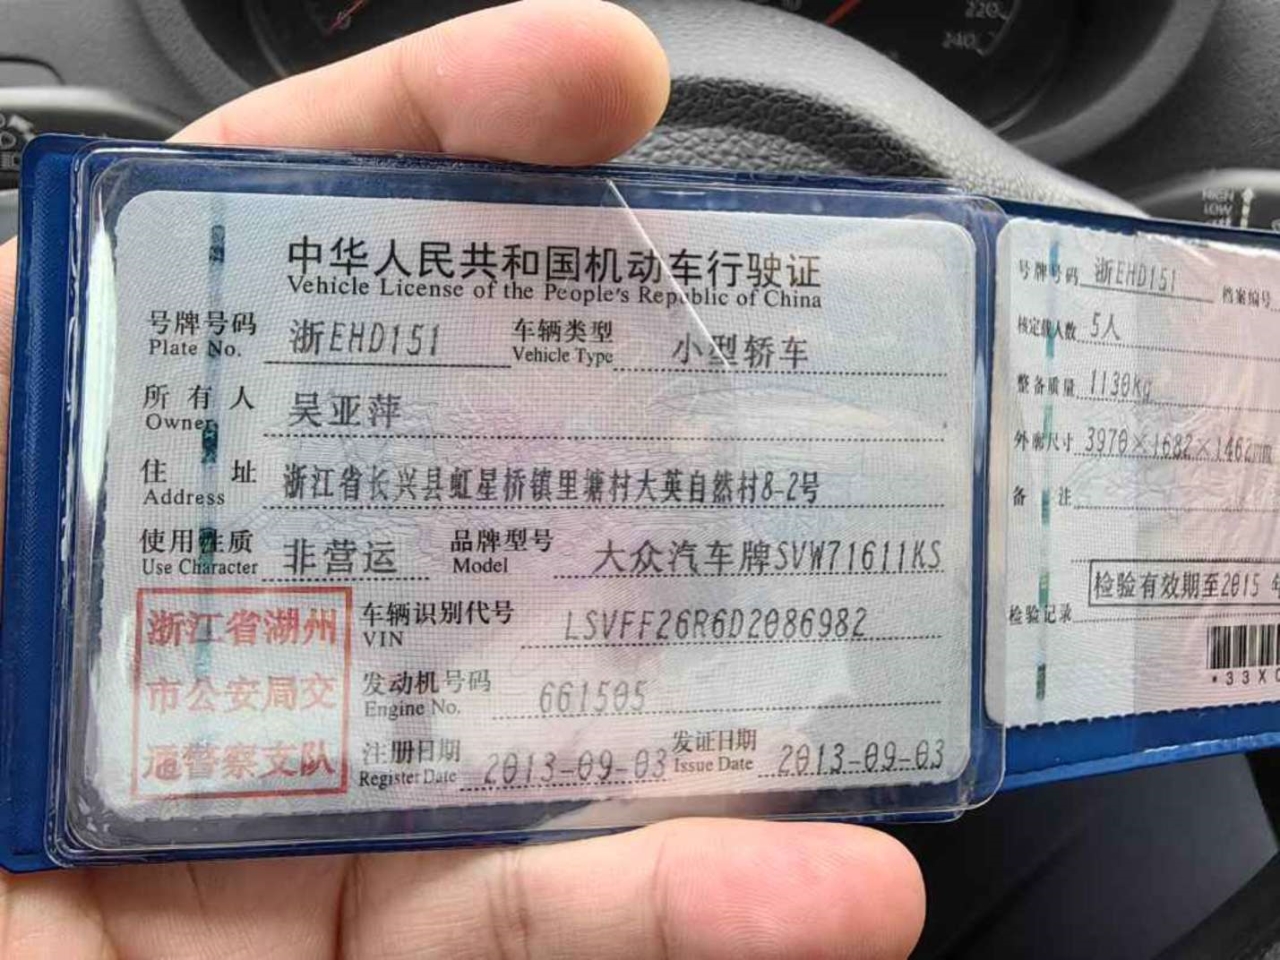 中华人民共和国机动车行驶证
Vehicle License of the People's Republic of China
号牌号码 浙EHD151 车辆类型 小型轿车
Plate No. Vehicle Type
所有人 吴亚萍
Owner
住址 浙江省长兴县虹星桥镇里塘村大英自然村8-2号
Address
使用性质 非营运 品牌型号 大众汽车牌SVW71611KS
Use Character Model
浙江省湖州
市公安局交
通警察支队
车辆识别代号 LSVFF26R6D2086982
VIN
发动机号码 661505
Engine No.
注册日期 2013-09-03 发证日期 2013-09-03
Register Date Issue Date
号牌号码 浙EHD151 档案编号
核定载人数 5人
整备质量 1130kg
外廓尺寸 3970×1682×1462mm
备注
检验有效期至2015 年
检验记录
*33X
220
240
HIGH
LOW